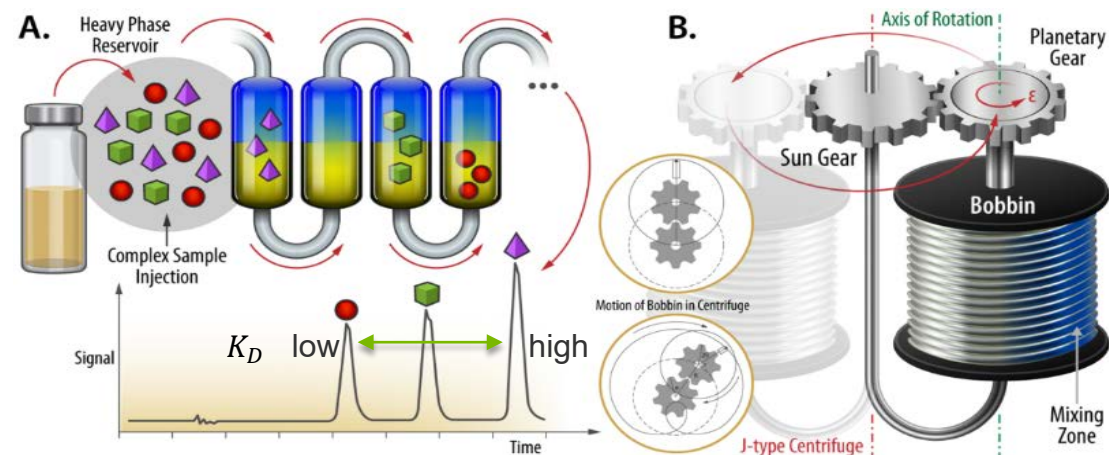 A.
Heavy Phase
Reservoir
Complex Sample
Injection
Signal
K_D low high
Time
B.
Axis of Rotation
Planetary
Gear
ε
Sun Gear
Bobbin
Motion of Bobbin in Centrifuge
Mixing
Zone
J-type Centrifuge